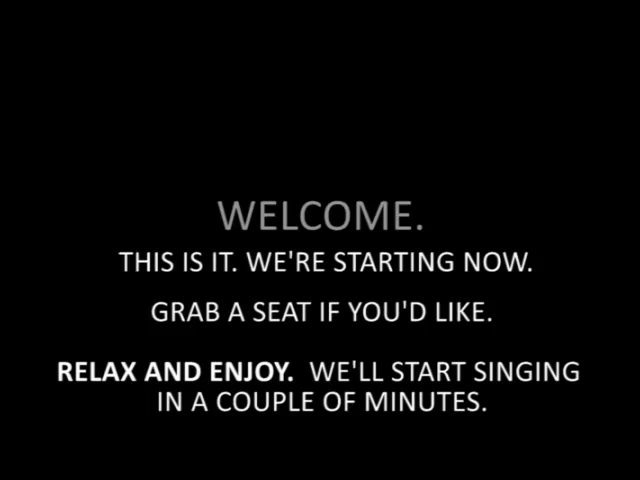 WELCOME.
THIS IS IT. WE'RE STARTING NOW.
GRAB A SEAT IF YOU'D LIKE.
RELAX AND ENJOY. WE'LL START SINGING
IN A COUPLE OF MINUTES.